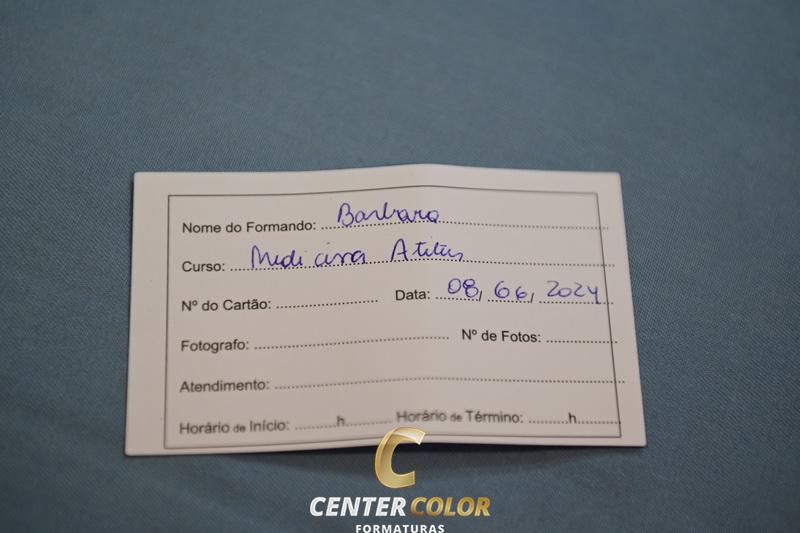 Nome do Formando: Barbara
Curso: Medicina Atitus
Nº do Cartão: Data: 08, 06, 2024
Fotografo: Nº de Fotos:
Atendimento:
Horário de Início: h Horário de Término: h
C
CENTER COLOR
FORMATURAS